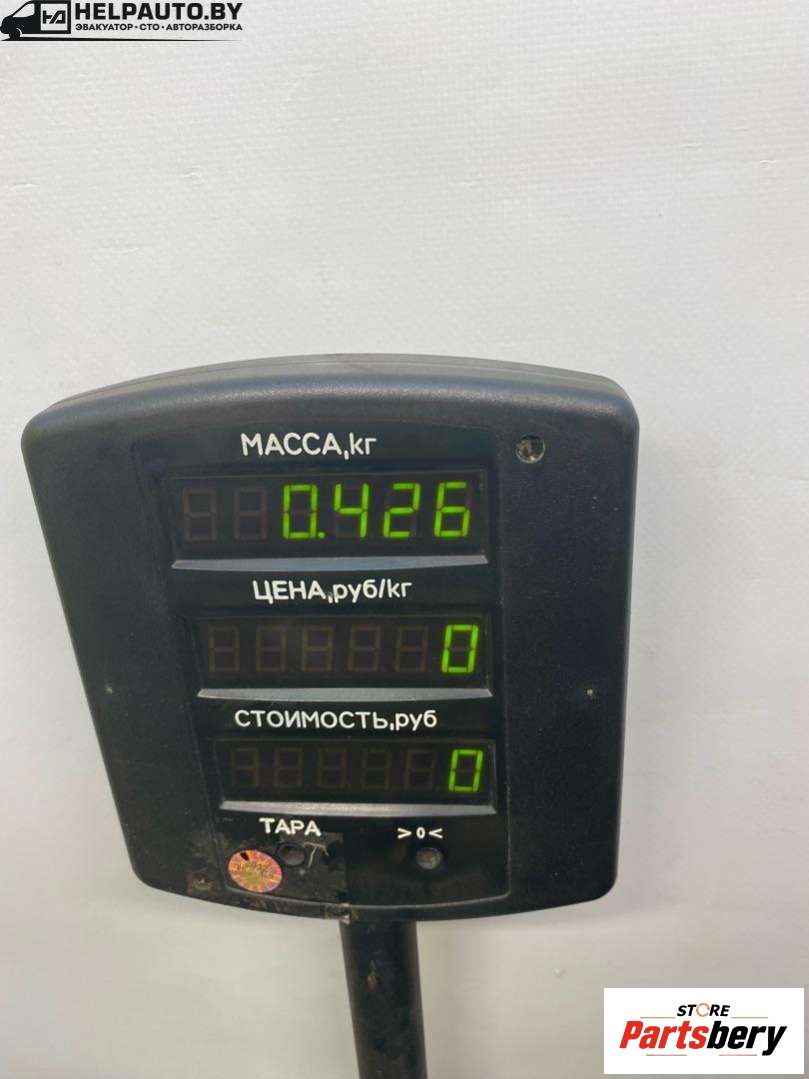 HELPAUTO.BY
ЭВАКУАТОР•СТО•АВТОРАЗБОРКА
МАССА,кг
0.426
ЦЕНА,руб/кг
0
СТОИМОСТЬ,руб
0
ТАРА >0<
STORE
Partsbery